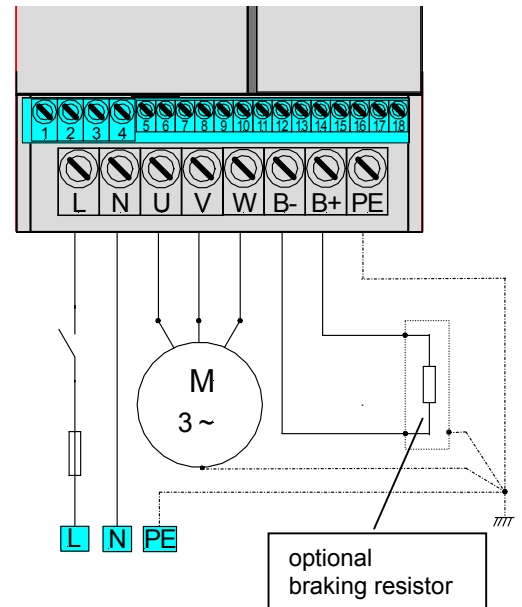 1 2 3 4 5 6 7 8 9 10 11 12 13 14 15 16 17 18
L N U V W B- B+ PE
M
3 ~
L N PE
optional
braking resistor